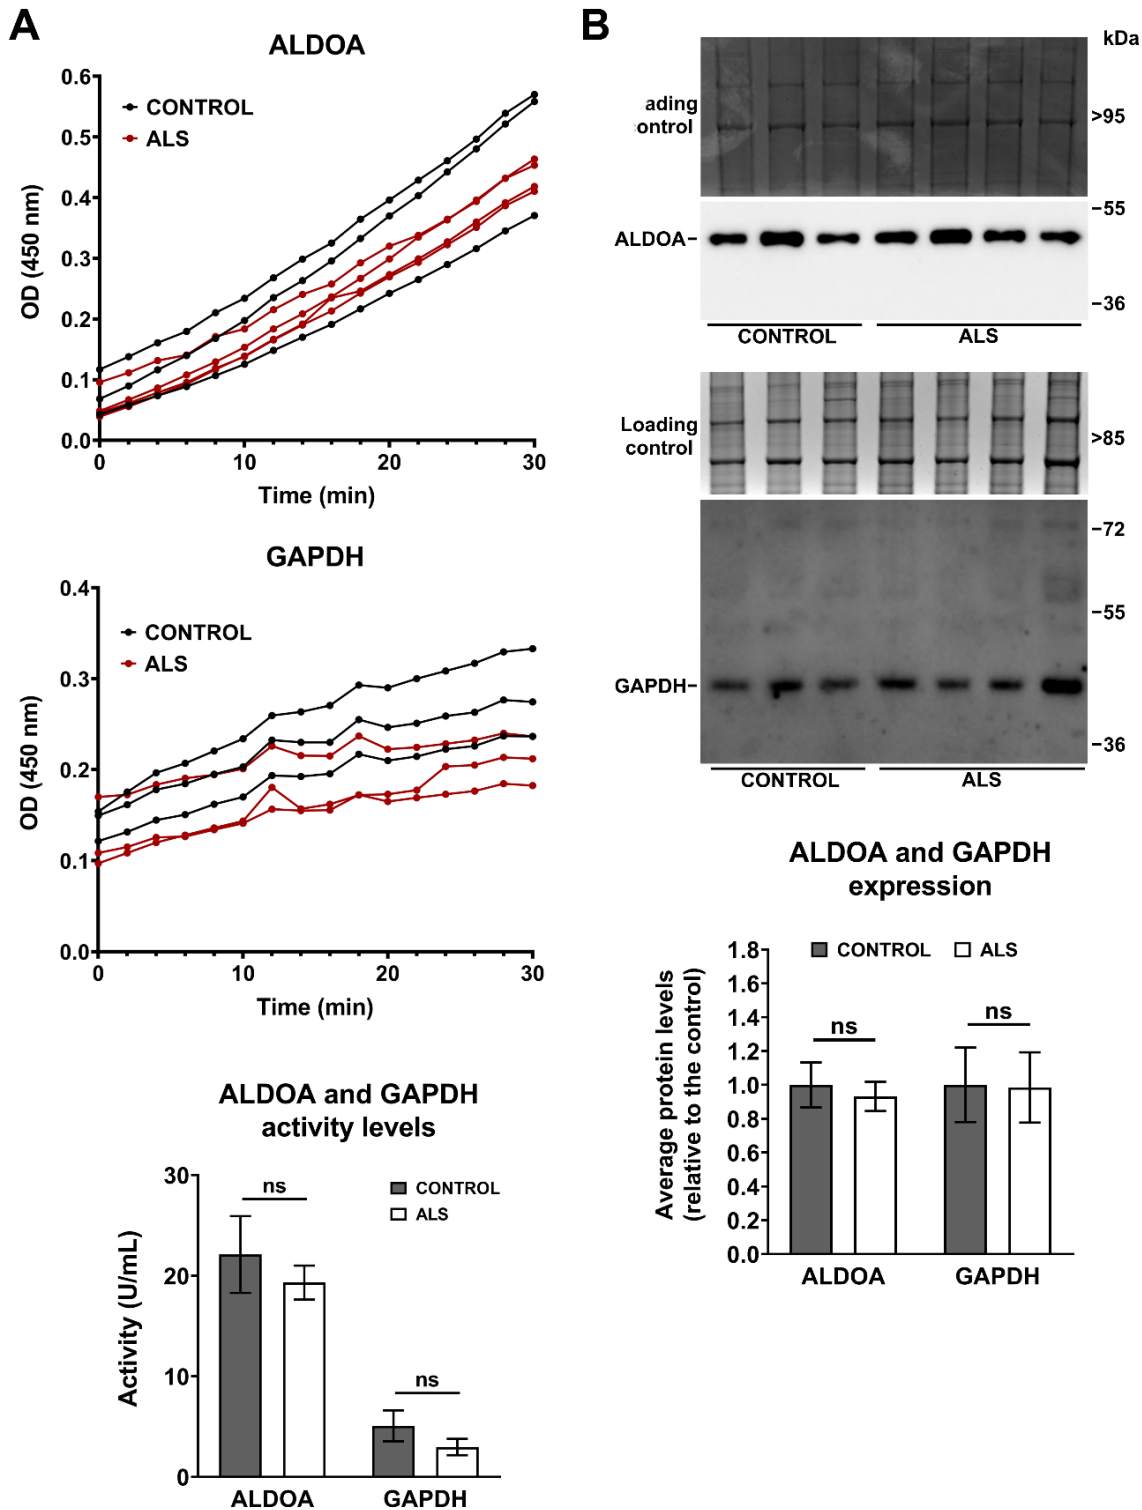 A
ALDOA
0.6
0.5
0.4
0.3
0.2
0.1
0.0
OD (450 nm)
CONTROL
ALS
0
10
20
30
Time (min)
GAPDH
0.4
0.3
0.2
0.1
0.0
OD (450 nm)
CONTROL
ALS
0
10
20
30
Time (min)
ALDOA and GAPDH
activity levels
30
20
10
0
Activity (U/mL)
ns
ns
CONTROL
ALS
ALDOA
GAPDH
B
kDa
ading
ontrol
>95
-55
ALDOA-
-36
CONTROL
ALS
Loading
control
>85
-72
-55
GAPDH-
-36
CONTROL
ALS
ALDOA and GAPDH
expression
1.8
1.6
1.4
1.2
1.0
0.8
0.6
0.4
0.2
0.0
Average protein levels
(relative to the control)
CONTROL
ALS
ns
ns
ALDOA
GAPDH